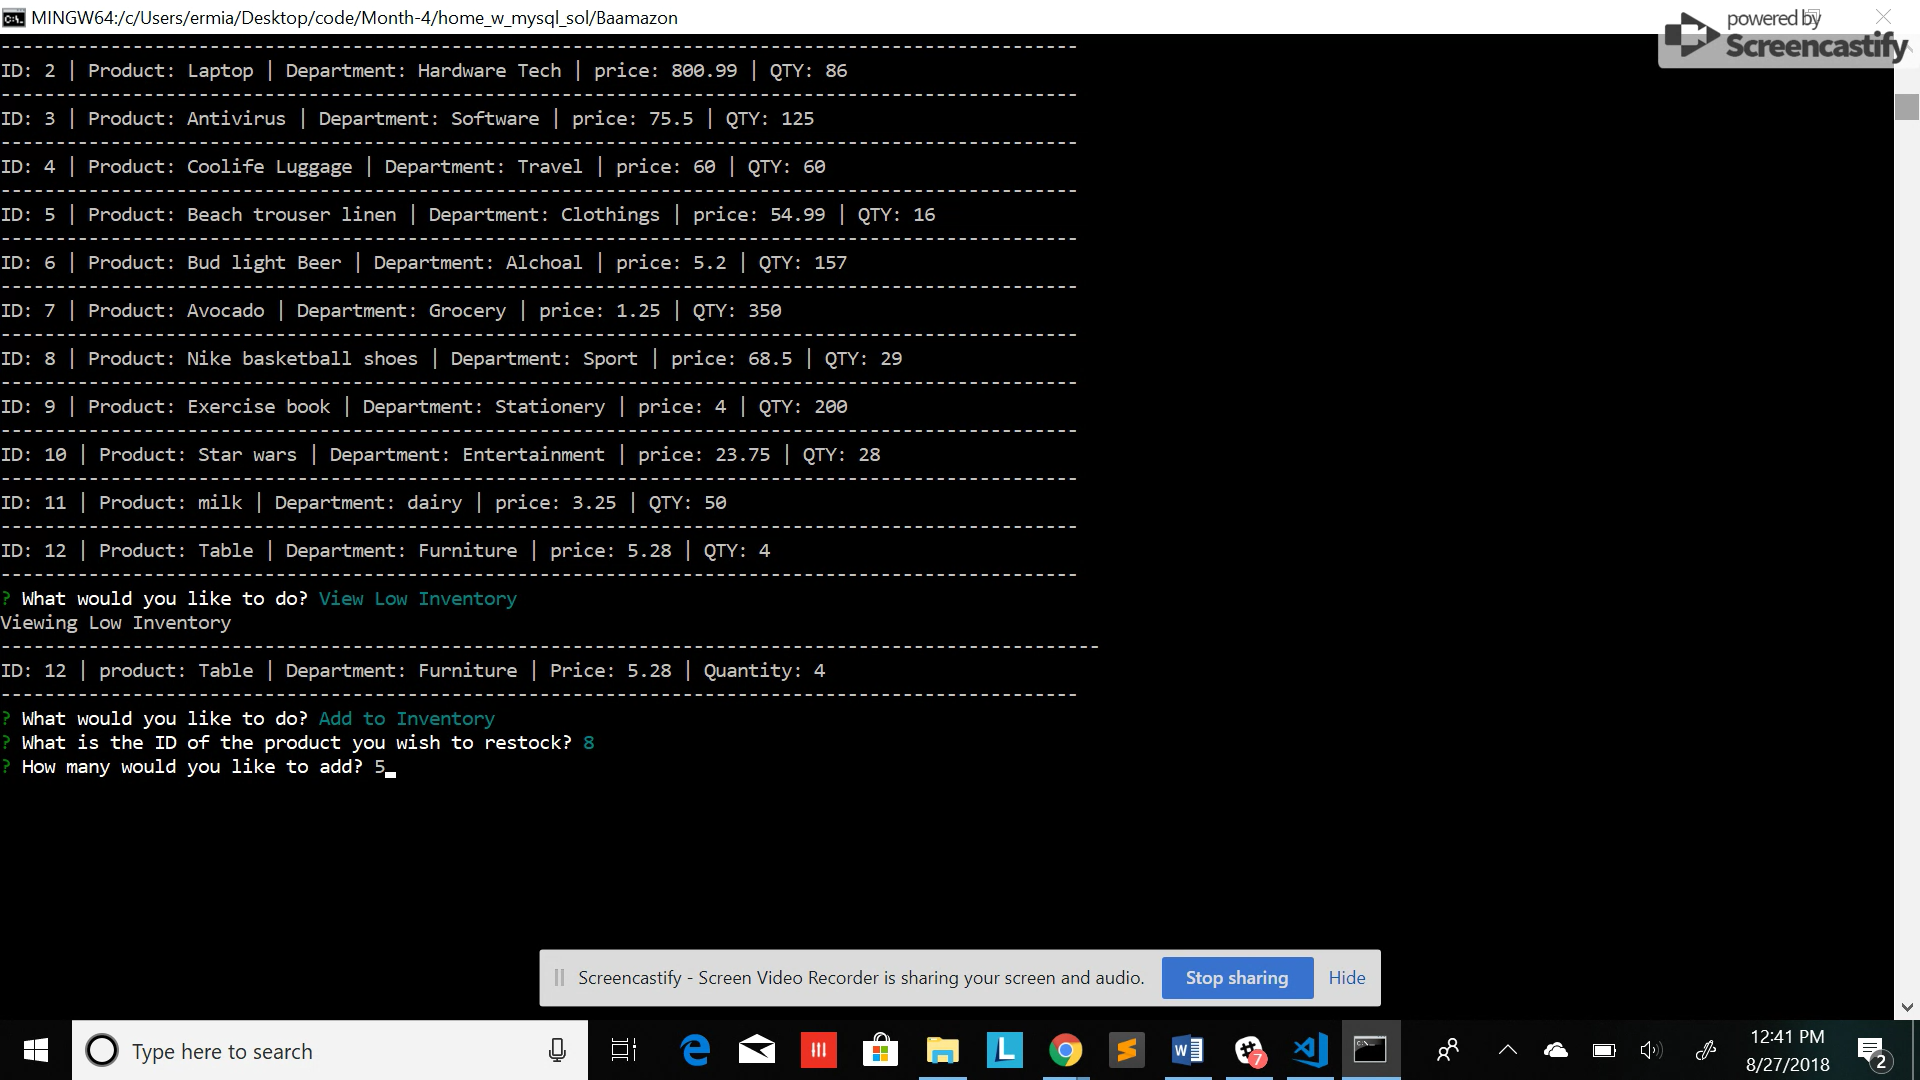 MINGW64:/c/Users/ermia/Desktop/code/Month-4/home_w_mysql_sol/Baamazon
powered by
Screencastify
--------------------------------------------------------------------------------------------------
ID: 2 | Product: Laptop | Department: Hardware Tech | price: 800.99 | QTY: 86
--------------------------------------------------------------------------------------------------
ID: 3 | Product: Antivirus | Department: Software | price: 75.5 | QTY: 125
--------------------------------------------------------------------------------------------------
ID: 4 | Product: Coolife Luggage | Department: Travel | price: 60 | QTY: 60
--------------------------------------------------------------------------------------------------
ID: 5 | Product: Beach trouser linen | Department: Clothings | price: 54.99 | QTY: 16
--------------------------------------------------------------------------------------------------
ID: 6 | Product: Bud light Beer | Department: Alchoal | price: 5.2 | QTY: 157
--------------------------------------------------------------------------------------------------
ID: 7 | Product: Avocado | Department: Grocery | price: 1.25 | QTY: 350
--------------------------------------------------------------------------------------------------
ID: 8 | Product: Nike basketball shoes | Department: Sport | price: 68.5 | QTY: 29
--------------------------------------------------------------------------------------------------
ID: 9 | Product: Exercise book | Department: Stationery | price: 4 | QTY: 200
--------------------------------------------------------------------------------------------------
ID: 10 | Product: Star wars | Department: Entertainment | price: 23.75 | QTY: 28
--------------------------------------------------------------------------------------------------
ID: 11 | Product: milk | Department: dairy | price: 3.25 | QTY: 50
--------------------------------------------------------------------------------------------------
ID: 12 | Product: Table | Department: Furniture | price: 5.28 | QTY: 4
--------------------------------------------------------------------------------------------------
? What would you like to do? View Low Inventory
Viewing Low Inventory
----------------------------------------------------------------------------------------------------
ID: 12 | product: Table | Department: Furniture | Price: 5.28 | Quantity: 4
--------------------------------------------------------------------------------------------------
? What would you like to do? Add to Inventory
? What is the ID of the product you wish to restock? 8
? How many would you like to add? 5
Screencastify - Screen Video Recorder is sharing your screen and audio. Stop sharing Hide
Type here to search
L
7
12:41 PM
8/27/2018
2